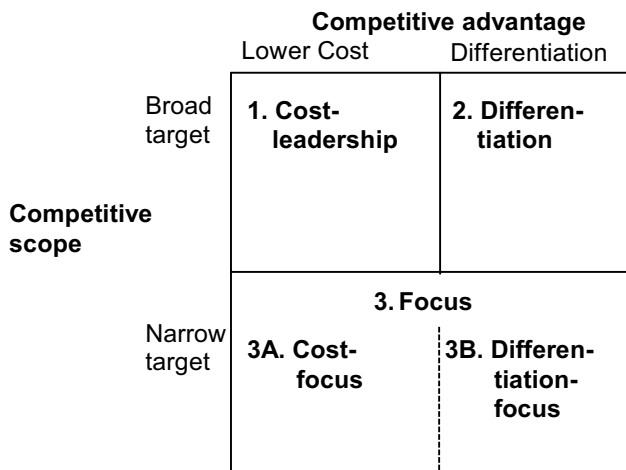 Competitive advantage
Lower Cost Differentiation
Broad
target
1. Cost-
leadership
2. Differen-
tiation
Competitive
scope
3. Focus
Narrow
target
3A. Cost-
focus
3B. Differen-
tiation-
focus